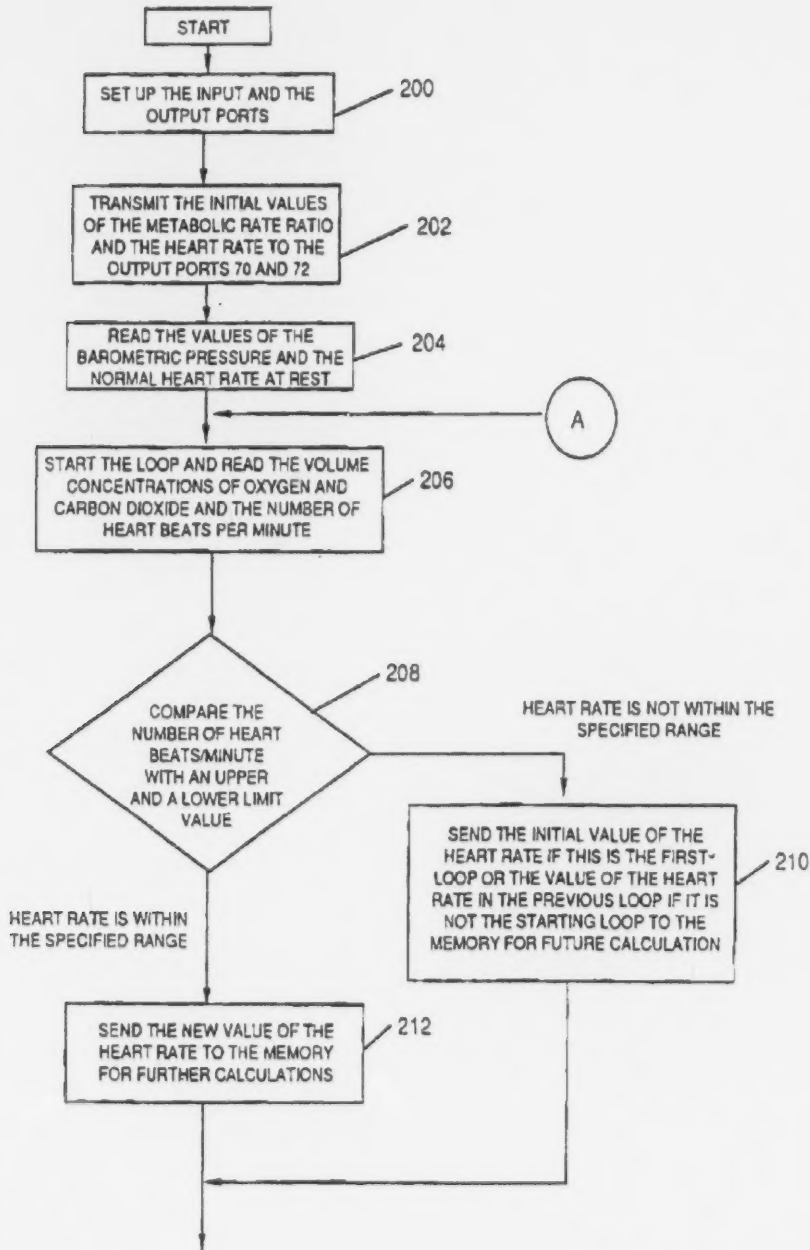 START
SET UP THE INPUT AND THE
OUTPUT PORTS
200
TRANSMIT THE INITIAL VALUES
OF THE METABOLIC RATE RATIO
AND THE HEART RATE TO THE
OUTPUT PORTS 70 AND 72
202
READ THE VALUES OF THE
BAROMETRIC PRESSURE AND THE
NORMAL HEART RATE AT REST
204
A
START THE LOOP AND READ THE VOLUME
CONCENTRATIONS OF OXYGEN AND
CARBON DIOXIDE AND THE NUMBER OF
HEART BEATS PER MINUTE
206
208
COMPARE THE
NUMBER OF HEART
BEATS/MINUTE
WITH AN UPPER
AND A LOWER LIMIT
VALUE
HEART RATE IS NOT WITHIN THE
SPECIFIED RANGE
SEND THE INITIAL VALUE OF THE
HEART RATE IF THIS IS THE FIRST-
LOOP OR THE VALUE OF THE HEART
RATE IN THE PREVIOUS LOOP IF IT IS
NOT THE STARTING LOOP TO THE
MEMORY FOR FUTURE CALCULATION
210
HEART RATE IS WITHIN
THE SPECIFIED RANGE
SEND THE NEW VALUE OF THE
HEART RATE TO THE MEMORY
FOR FURTHER CALCULATIONS
212